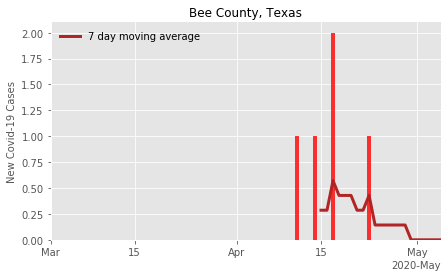 Bee County, Texas
7 day moving average
New Covid-19 Cases
2.00
1.75
1.50
1.25
1.00
0.75
0.50
0.25
0.00
Mar
15
Apr
15
May
2020-May